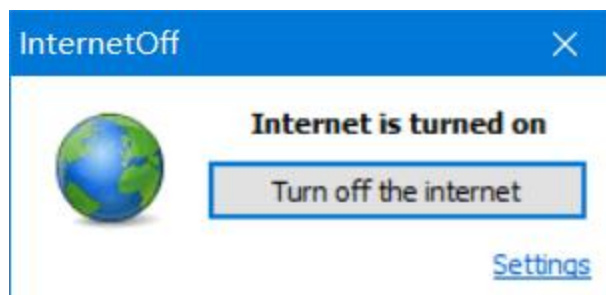 InternetOff
Internet is turned on
Turn off the internet
Settings